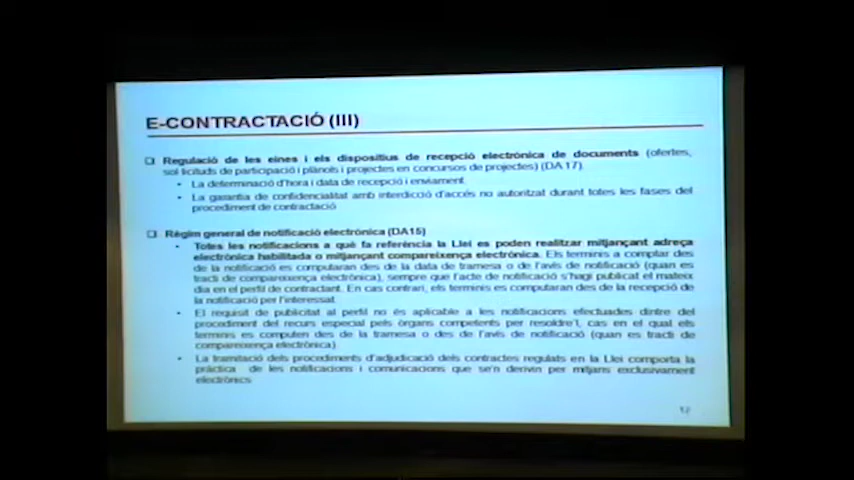 E-CONTRACTACIÓ (III)
Regulació de les eines i els dispositius de recepció electrònica de documents (ofertes,
sol·licituds de participació i plànols i projectes en concursos de projectes) (DA 17).
La determinació d'hora i data de recepció i enviament.
La garantia de confidencialitat amb interdicció d'accés no autoritzat durant totes les fases del
procediment de contractació
Règim general de notificació electrònica (DA15)
Totes les notificacions a què fa referència la Llei es poden realitzar mitjançant adreça
electrònica habilitada o mitjançant compareixença electrònica. Els terminis a comptar des
de la notificació es computaran des de la data de tramesa o de l'avís de notificació (quan es
tracti de compareixença electrònica), sempre que l'acte de notificació s'hagi publicat el mateix
dia en el perfil de contractant. En cas contrari, els terminis es computaran des de la recepció de
la notificació per l'interessat.
El requisit de publicitat al perfil no és aplicable a les notificacions efectuades dintre del
procediment del recurs especial pels òrgans competents per resoldre'l, cas en el qual els
terminis es computen des de la tramesa o des de l'avís de notificació (quan es tracti de
compareixença electrònica)
La tramitació dels procediments d'adjudicació dels contractes regulats en la Llei comporta la
pràctica de les notificacions i comunicacions que se'n derivin per mitjans exclusivament
electrònics
12